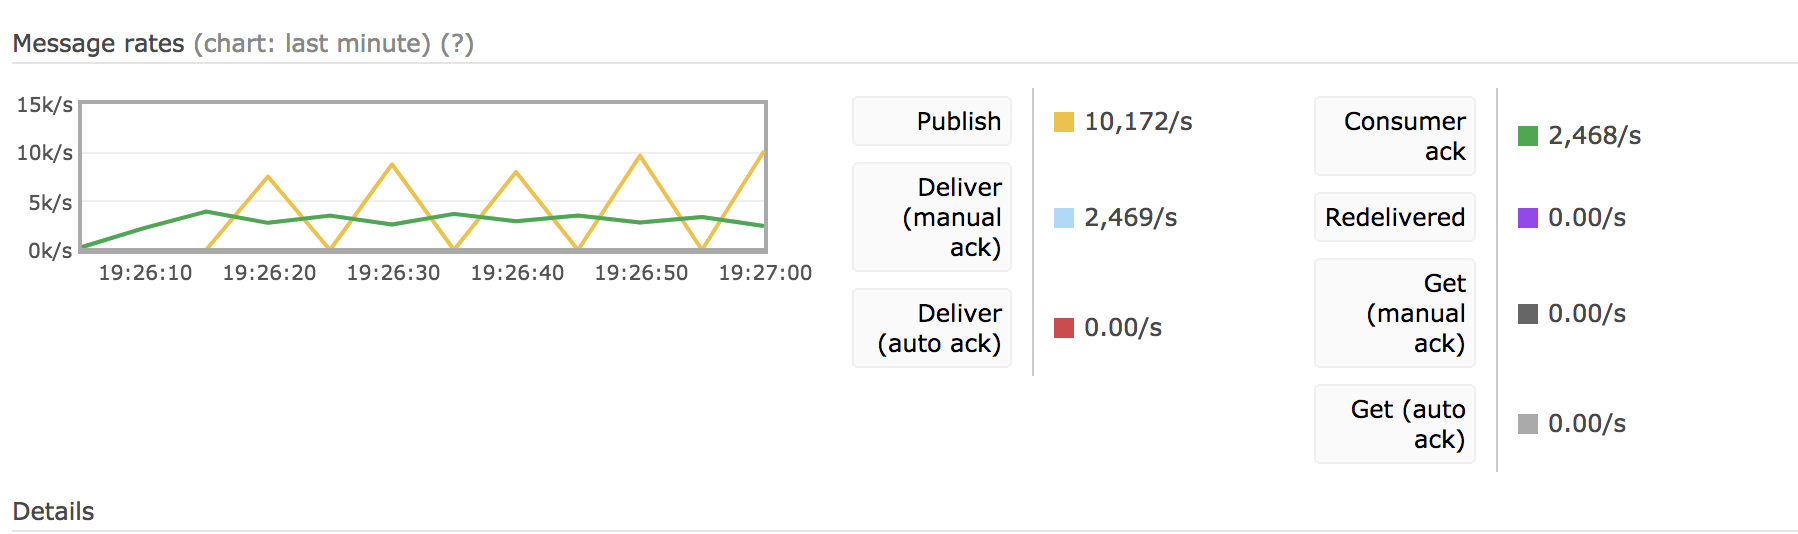 Message rates (chart: last minute) (?)
15k/s
10k/s
5k/s
0k/s
19:26:10 19:26:20 19:26:30 19:26:40 19:26:50 19:27:00
Publish
10,172/s
Deliver
(manual
ack)
2,469/s
Deliver
(auto ack)
0.00/s
Consumer
ack
2,468/s
Redelivered
0.00/s
Get
(manual
ack)
0.00/s
Get (auto
ack)
0.00/s
Details